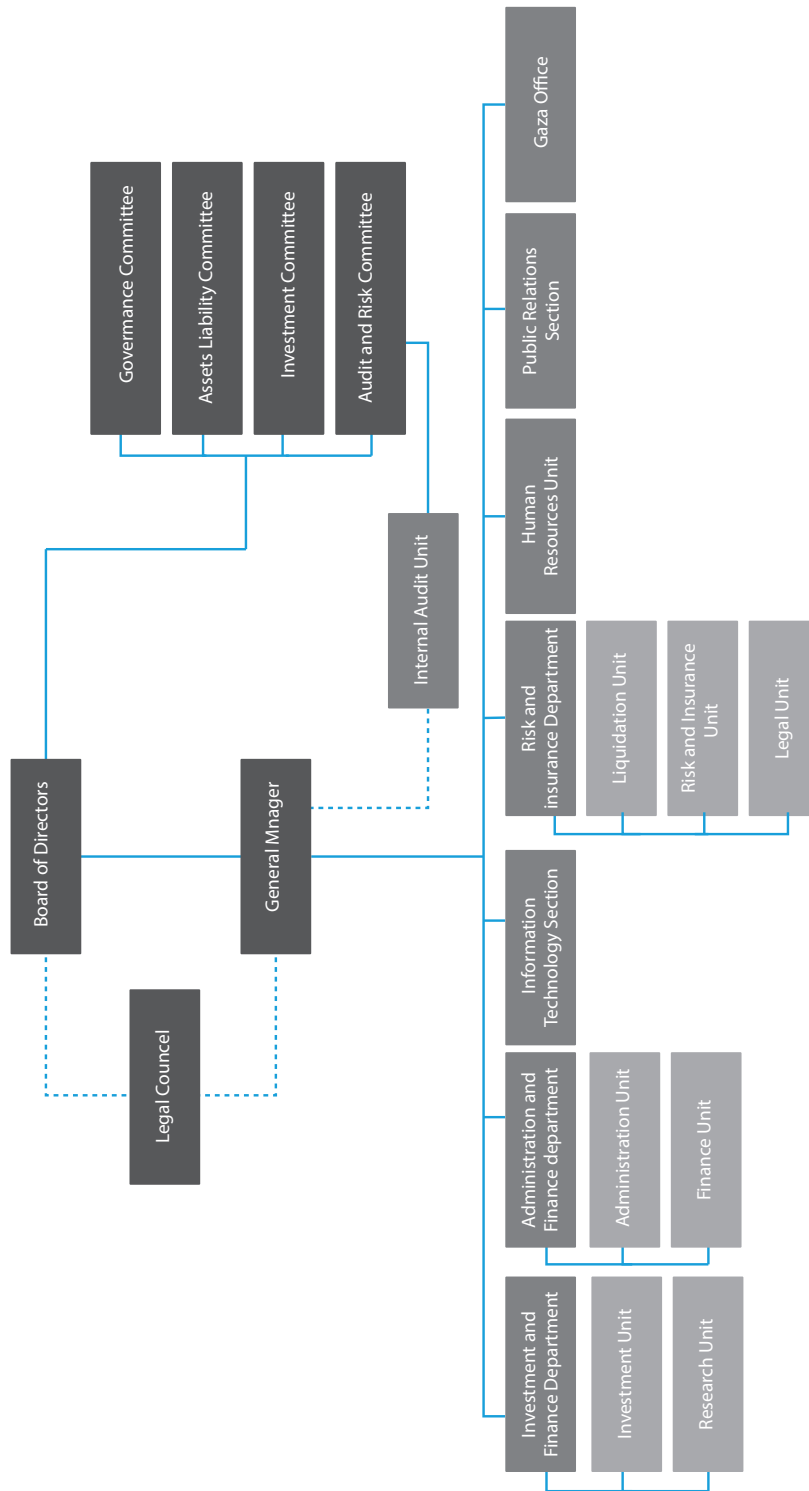 Board of Directors
Legal Councel
General Mnager
Govermance Committee
Assets Liability Committee
Investment Committee
Audit and Risk Committee
Internal Audit Unit
Investment and
Finance Department
Investment Unit
Research Unit
Administration and
Finance department
Administration Unit
Finance Unit
Information
Technology Section
Risk and
insurance Department
Liquidation Unit
Risk and Insurance
Unit
Legal Unit
Human
Resources Unit
Public Relations
Section
Gaza Office